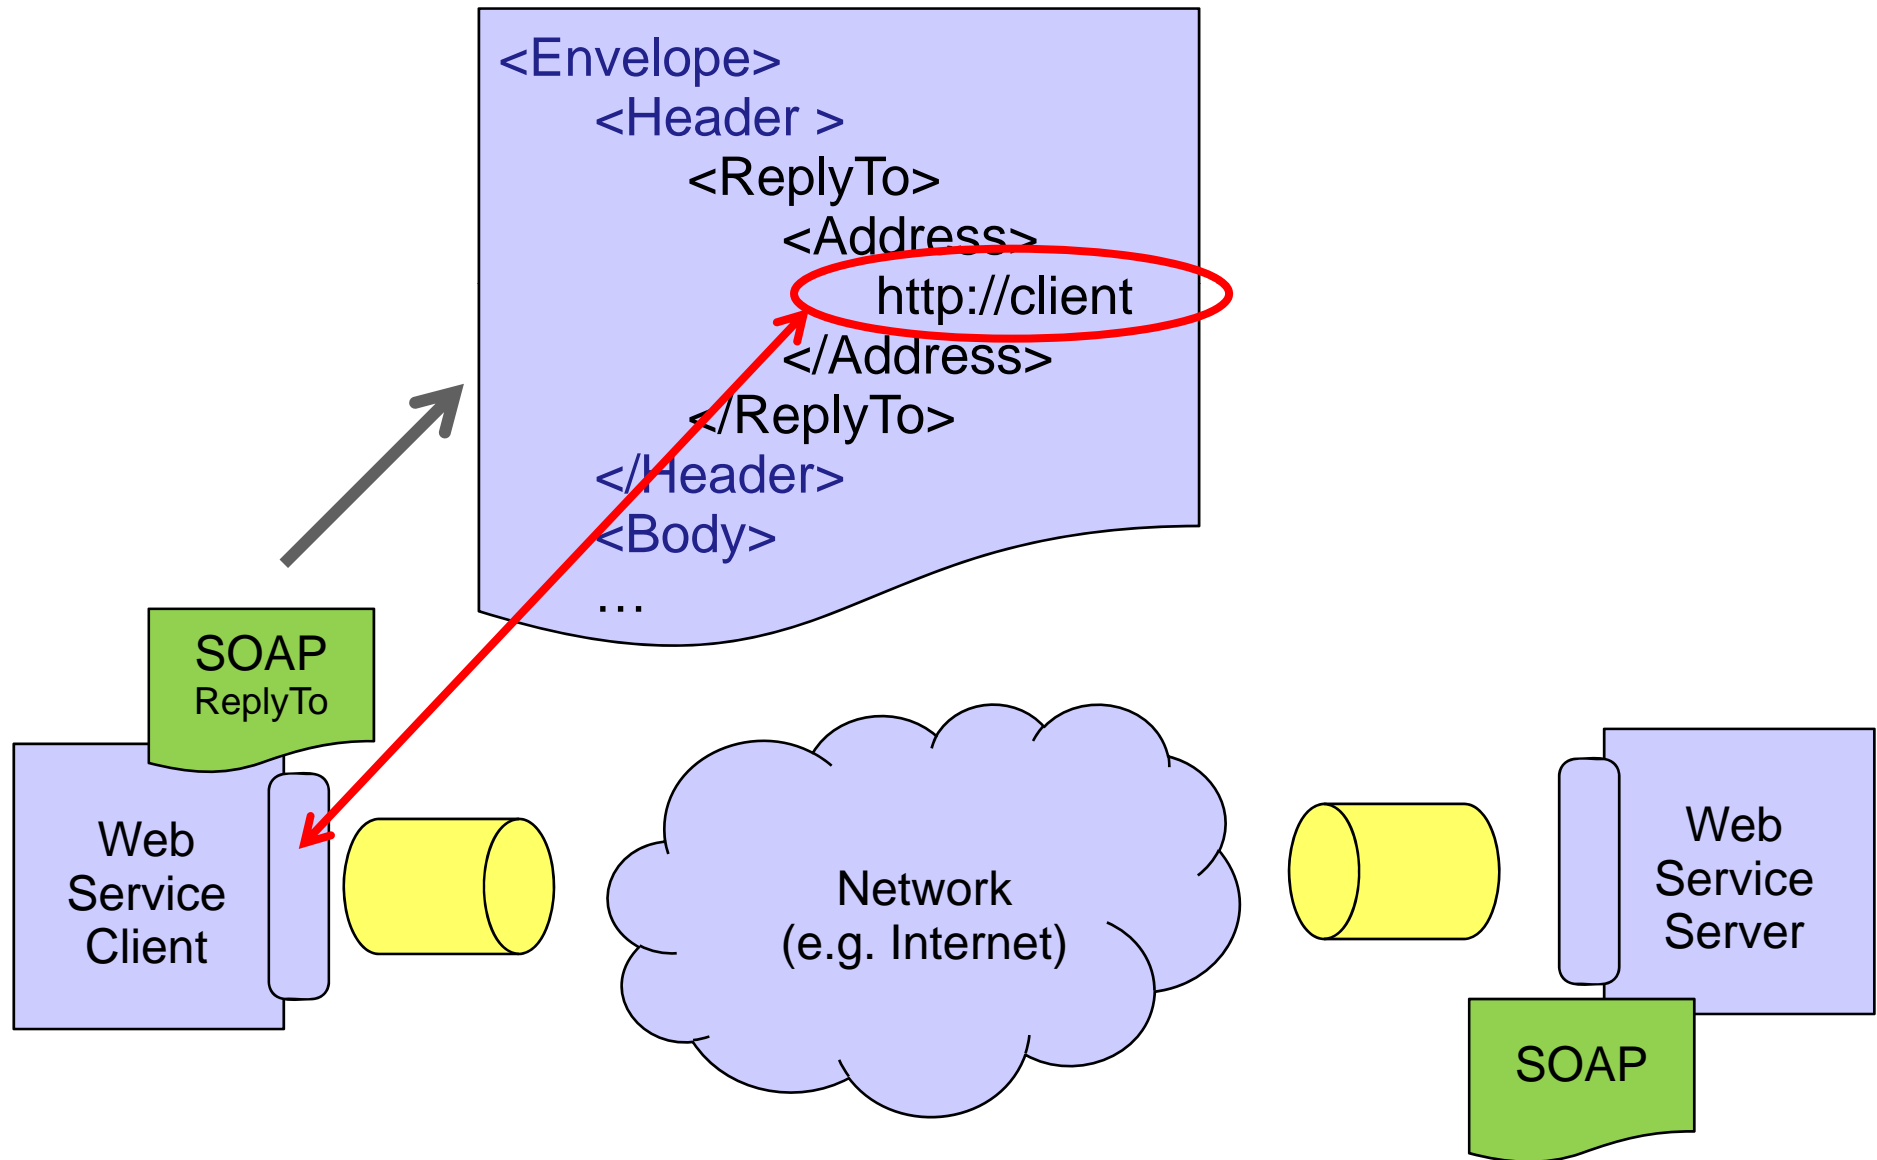 <Envelope>
<Header >
<ReplyTo>
<Address>
http://client
</Address>
</ReplyTo>
</Header>
<Body>
…
SOAP
ReplyTo
Web
Service
Client
Network
(e.g. Internet)
Web
Service
Server
SOAP